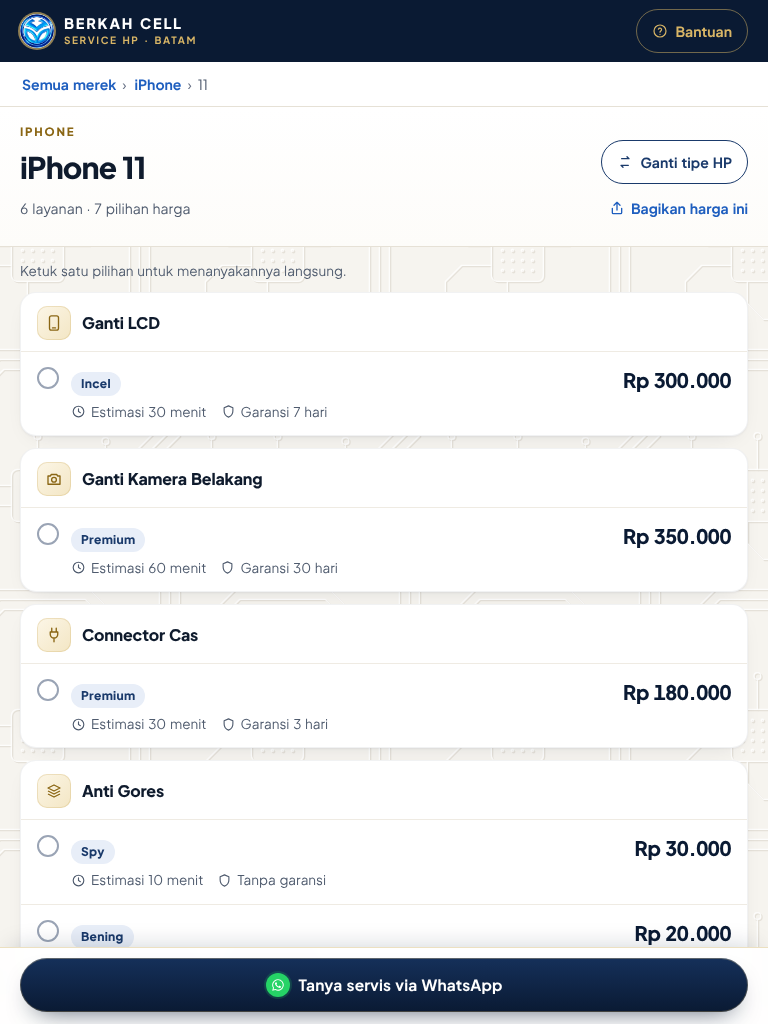 BERKAH CELL
SERVICE HP · BATAM
Bantuan
Semua merek › iPhone › 11
IPHONE
iPhone 11
Ganti tipe HP
6 layanan · 7 pilihan harga
Bagikan harga ini
Ketuk satu pilihan untuk menanyakannya langsung.
Ganti LCD
Incel
Rp 300.000
Estimasi 30 menit
Garansi 7 hari
Ganti Kamera Belakang
Premium
Rp 350.000
Estimasi 60 menit
Garansi 30 hari
Connector Cas
Premium
Rp 180.000
Estimasi 30 menit
Garansi 3 hari
Anti Gores
Spy
Rp 30.000
Estimasi 10 menit
Tanpa garansi
Bening
Rp 20.000
Tanya servis via WhatsApp